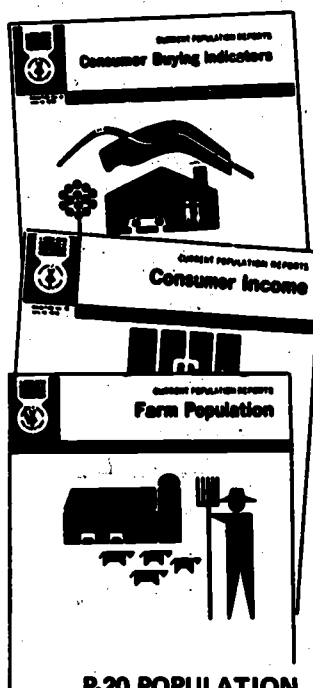 CURRENT POPULATION REPORTS
Consumer Buying Indicators
CURRENT POPULATION REPORTS
Consumer Income
CURRENT POPULATION REPORTS
Farm Population
P-20 POPULATION